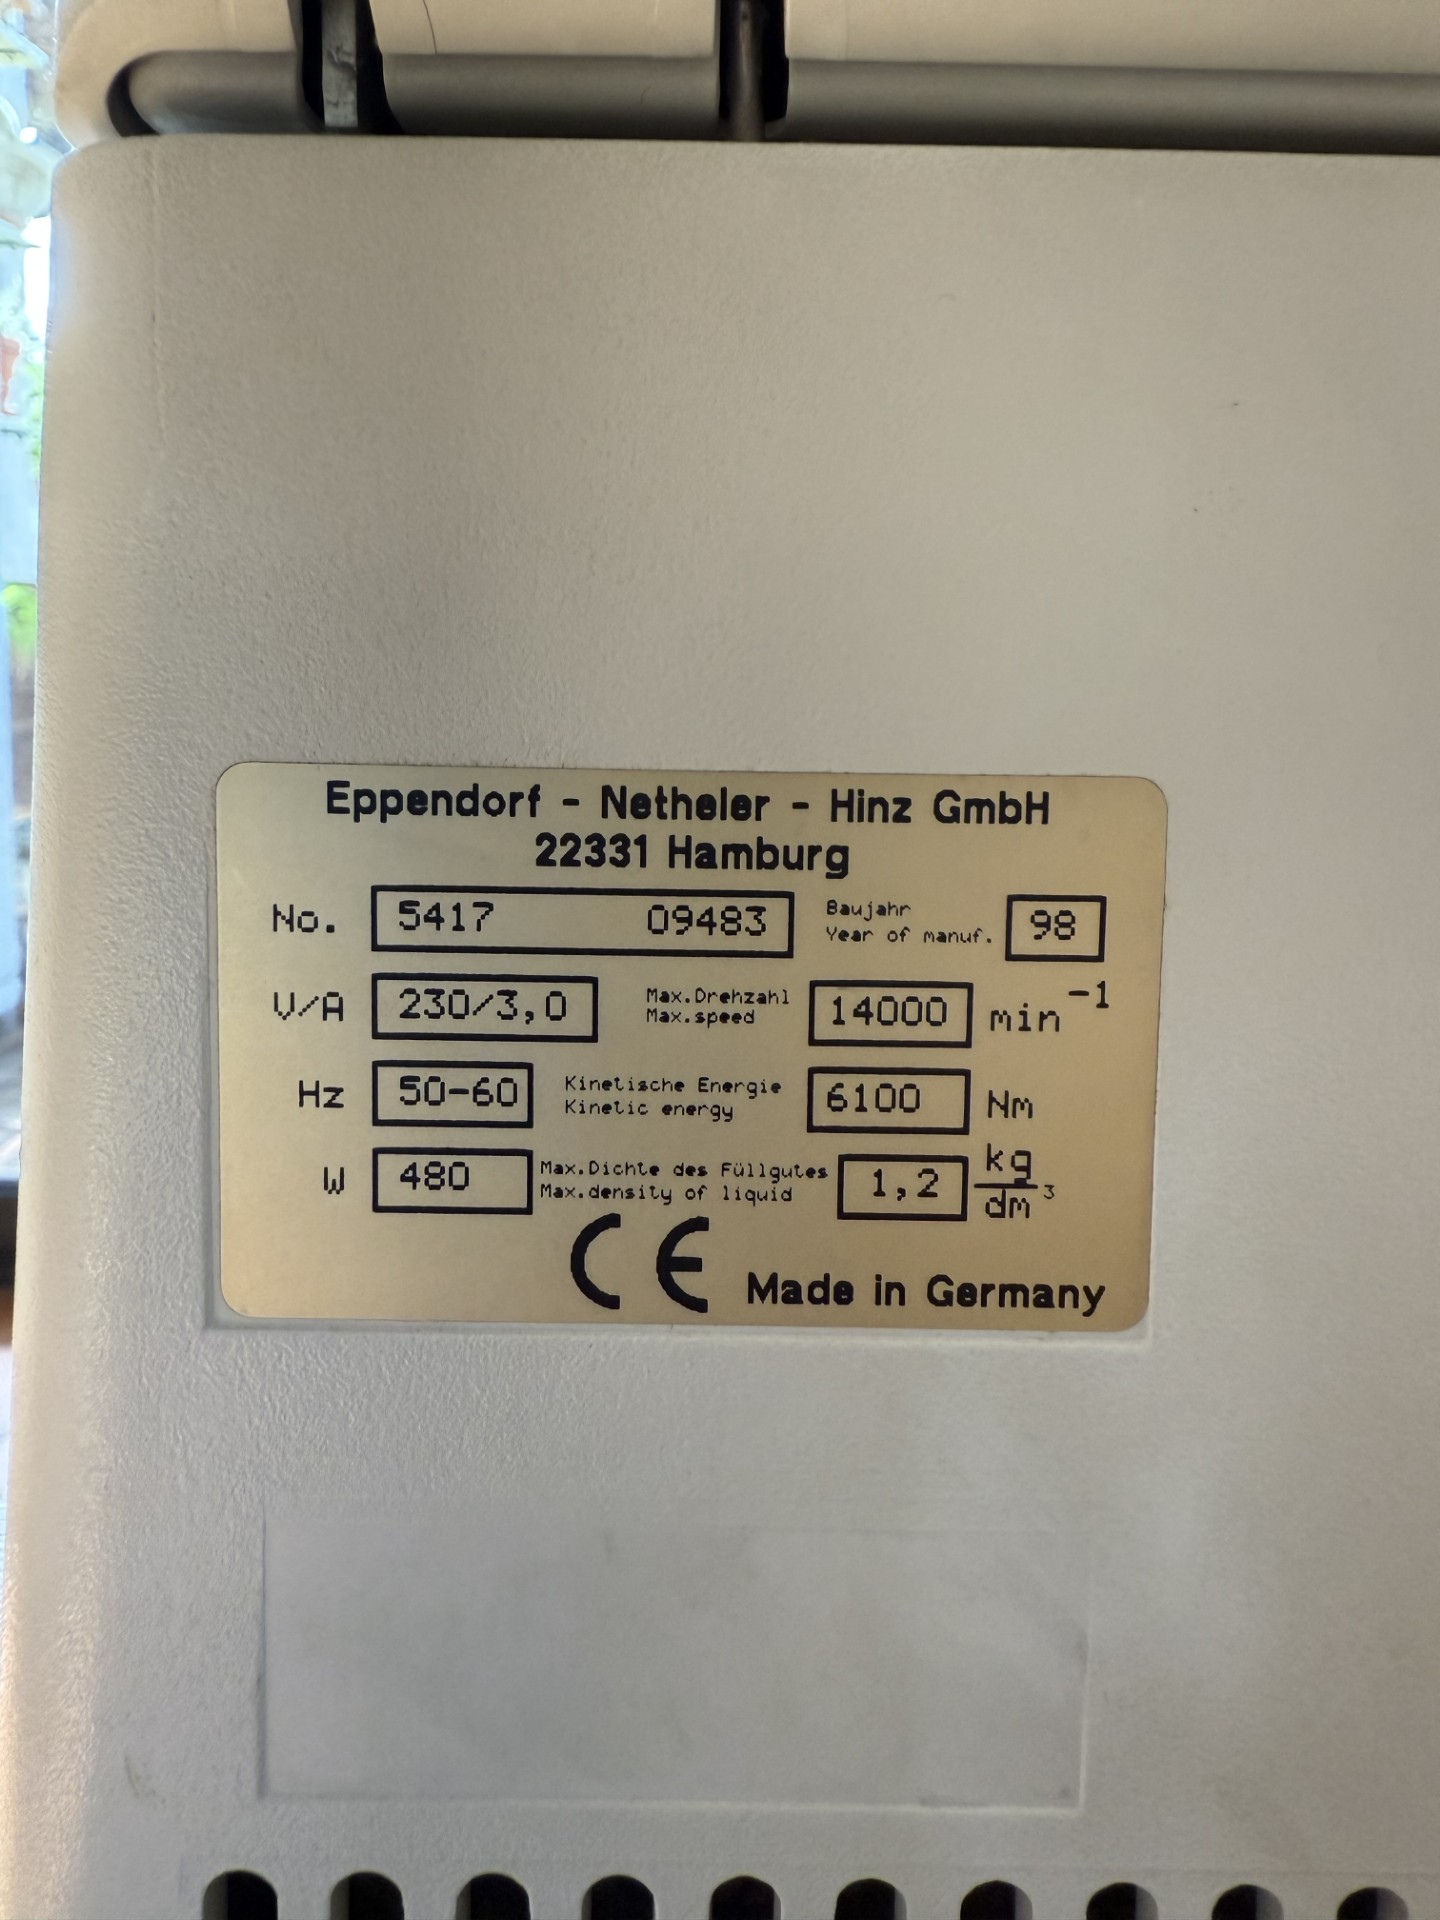 Eppendorf - Netheler - Hinz GmbH
22331 Hamburg
No. 5417 09483 Baujahr Year of manuf. 98
V/A 230/3,0 Max.Drehzahl Max.speed 14000 min⁻¹
Hz 50-60 Kinetische Energie Kinetic energy 6100 Nm
W 480 Max.Dichte des Füllgutes Max.density of liquid 1,2 kg/dm³
CE Made in Germany